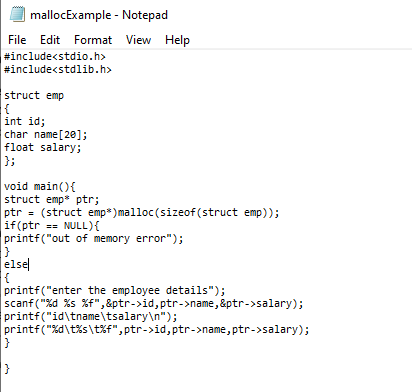 mallocExample - Notepad
File Edit Format View Help
#include<stdio.h>
#include<stdlib.h>
struct emp
{
int id;
char name[20];
float salary;
};
void main(){
struct emp* ptr;
ptr = (struct emp*)malloc(sizeof(struct emp));
if(ptr == NULL){
printf("out of memory error");
}
else
{
printf("enter the employee details");
scanf("%d %s %f",&ptr->id,ptr->name,&ptr->salary);
printf("id\tname\tsalary\n");
printf("%d\t%s\t%f",ptr->id,ptr->name,ptr->salary);
}
}